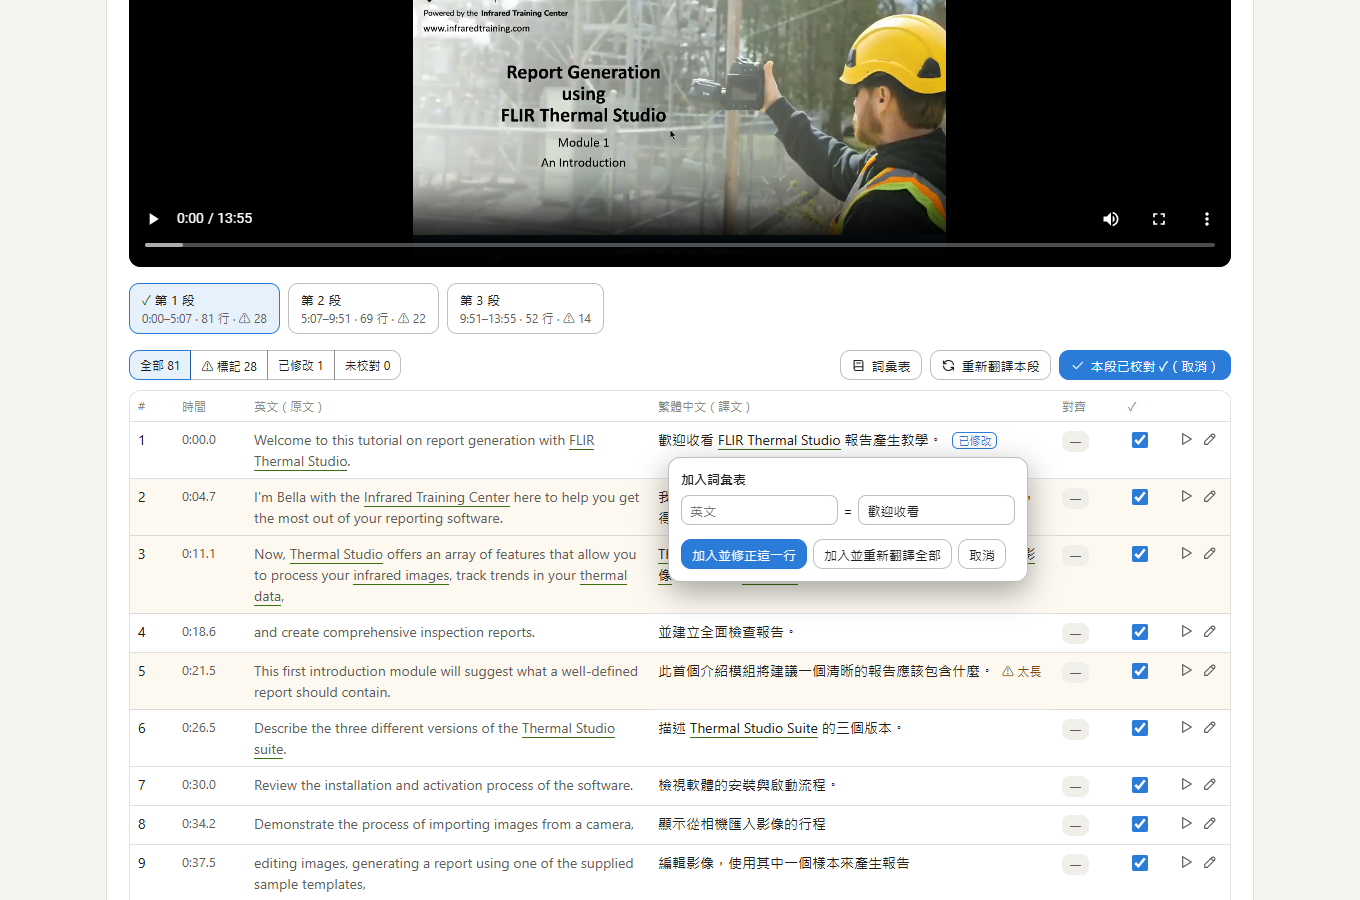 Powered by the Infrared Training Center
www.infraredtraining.com
Report Generation
using
FLIR Thermal Studio
Module 1
An Introduction
0:00 / 13:55
✓ 第 1 段
0:00–5:07 · 81 行 · ⚠ 28
第 2 段
5:07–9:51 · 69 行 · ⚠ 22
第 3 段
9:51–13:55 · 52 行 · ⚠ 14
全部 81
⚠ 標記 28
已修改 1
未校對 0
詞彙表
重新翻譯本段
✓ 本段已校對 ✓ ( 取消 )
# 時間 英文 ( 原文 ) 繁體中文 ( 譯文 ) 對齊 ✓
1 0:00.0 Welcome to this tutorial on report generation with FLIR
Thermal Studio.
歡迎收看 FLIR Thermal Studio 報告產生教學。 已修改 —
加入詞彙表
英文 = 歡迎收看
加入並修正這一行 加入並重新翻譯全部 取消
2 0:04.7 I'm Bella with the Infrared Training Center here to help you get
the most out of your reporting software.
我 , —
得
3 0:11.1 Now, Thermal Studio offers an array of features that allow you
to process your infrared images, track trends in your thermal
data,
Th 影 —
像
4 0:18.6 and create comprehensive inspection reports.
並建立全面檢查報告。 —
5 0:21.5 This first introduction module will suggest what a well-defined
report should contain.
此首個介紹模組將建議一個清晰的報告應該包含什麼。 ⚠ 太長 —
6 0:26.5 Describe the three different versions of the Thermal Studio
suite.
描述 Thermal Studio Suite 的三個版本。 —
7 0:30.0 Review the installation and activation process of the software.
檢視軟體的安裝與啟動流程。 —
8 0:34.2 Demonstrate the process of importing images from a camera,
顯示從相機匯入影像的行程 —
9 0:37.5 editing images, generating a report using one of the supplied
sample templates,
編輯影像，使用其中一個樣本來產生報告 —